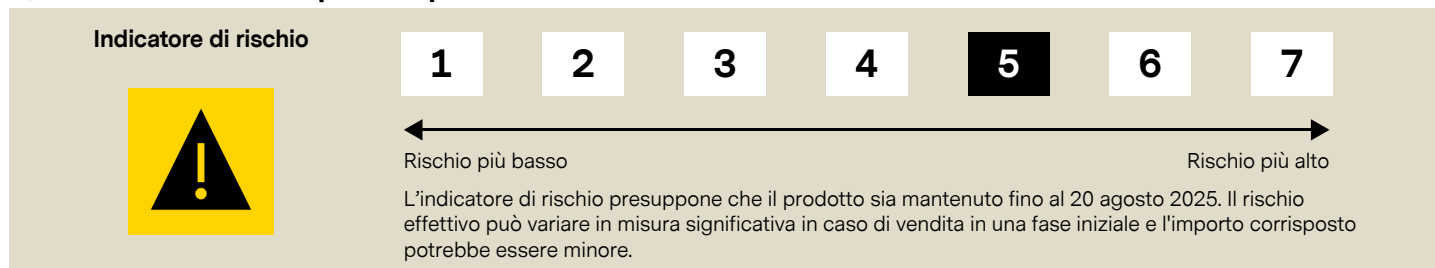 Indicatore di rischio
1 2 3 4 5 6 7
Rischio più basso Rischio più alto
L'indicatore di rischio presuppone che il prodotto sia mantenuto fino al 20 agosto 2025. Il rischio
effettivo può variare in misura significativa in caso di vendita in una fase iniziale e l'importo corrisposto
potrebbe essere minore.